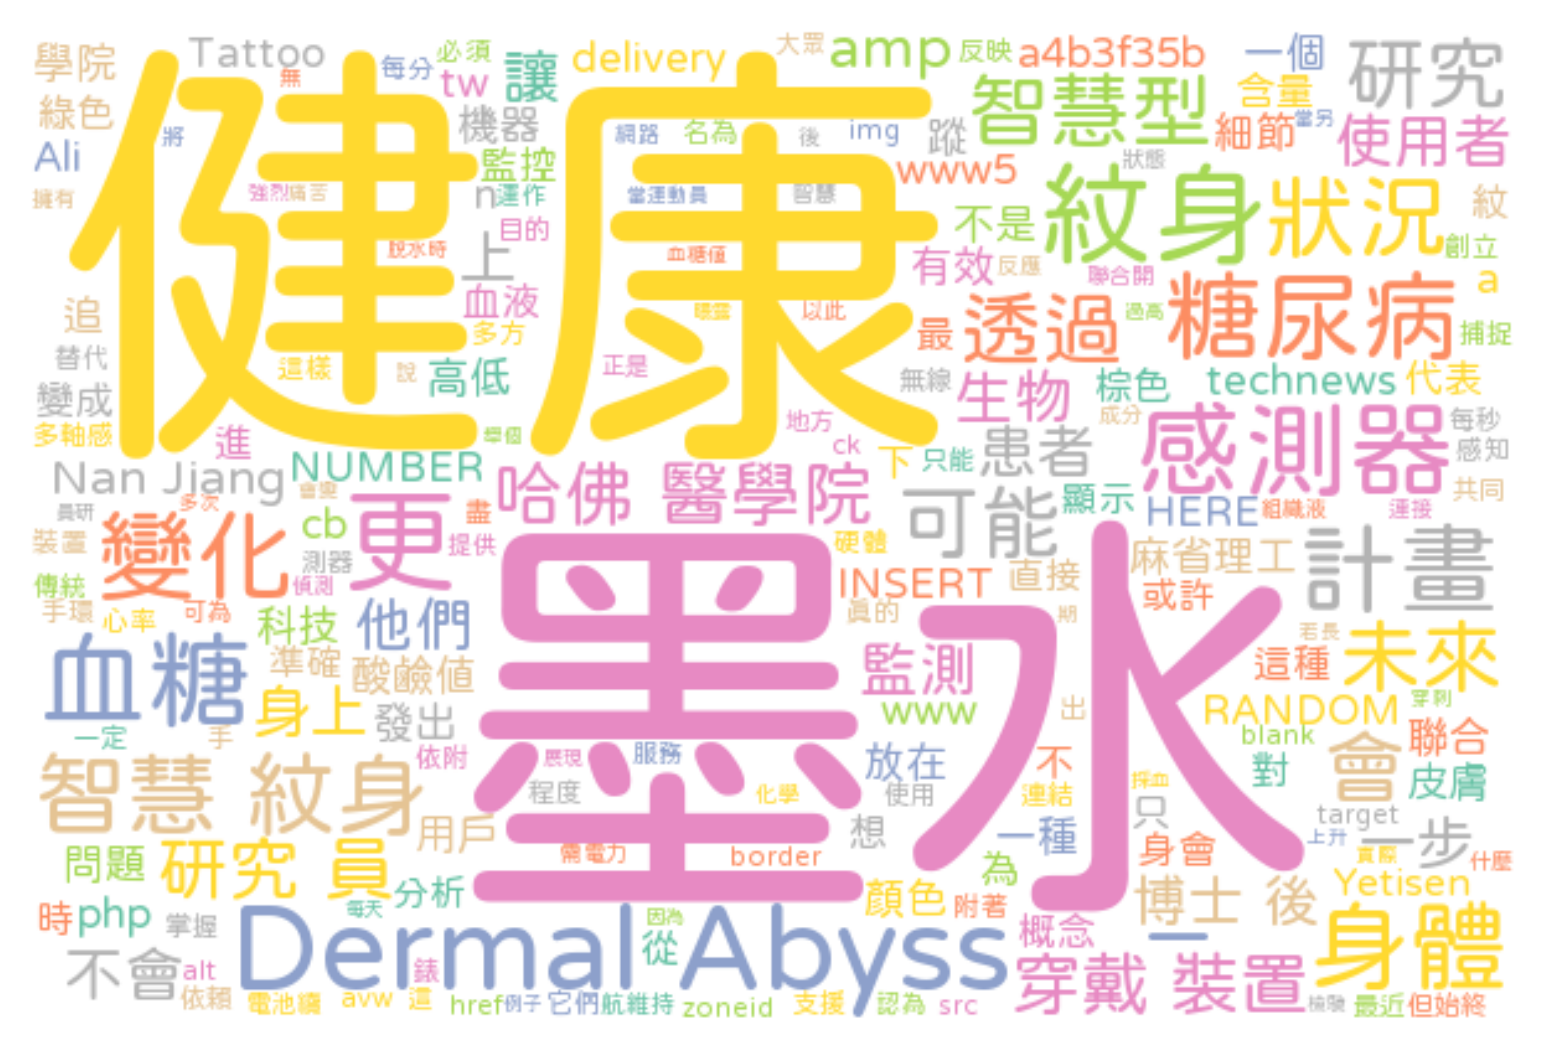 學院 Tattoo 每分 必須 讓 delivery 大眾 amp 反映 a4b3f35b 一個 研究
無 tw 智慧型 含量
綠色 健康 機器 網路 名為 後 img 蹤 細節 當另 使用者
Ali 將 監控 www5 狀態
擁有 強烈 痛苦 n 運作 當運動員 智慧 紋身 狀況 紋
目的 不是 創立
脫水時 上 血糖值 有效 反應 聯合開 a
追 血液 以此 最 透過 過高 糖尿病 捕捉
多方
替代 這樣 說 高低 正是 無線 生物 棕色 technews 代表
變成 地方 成分 感測器 每秒
多軸感 進 舉個 ck 下 只能 患者 感知
Nan Jiang NUMBER 哈佛 醫學院 可能 顯示 共同
員研 多次 盡 更 HERE 組織液 連接
裝置 變化 cb 測器 提供 墨水 硬體 麻省理工 計畫
傳統 偵測 INSERT 直接 或許
手環 心率 可為 科技 他們 真的 期 若長
血糖 準確 酸鹼值 監測 這種 未來
身上 發出 www 出 RANDOM 穿刺
一定 手 依附 展現 服務 放在 不 blank 聯合
智慧 紋身 程度 化學 使用 連結 採血 對 會 皮膚
用戶 想 一種 只 target
問題 研究 員 需電力 border 為 身會 上升 一步
實際 什麼
分析 顏色 附著 博士 後 Yetisen
時 php 掌握 每天 Dermal Abyss 因為 概念 一 身體
不會 alt 錶 從 穿戴 裝置
依賴 電池續 avw 這 href 例子 它們 航維持 zoneid 支援 認為 src 檢驗 最近 但始終